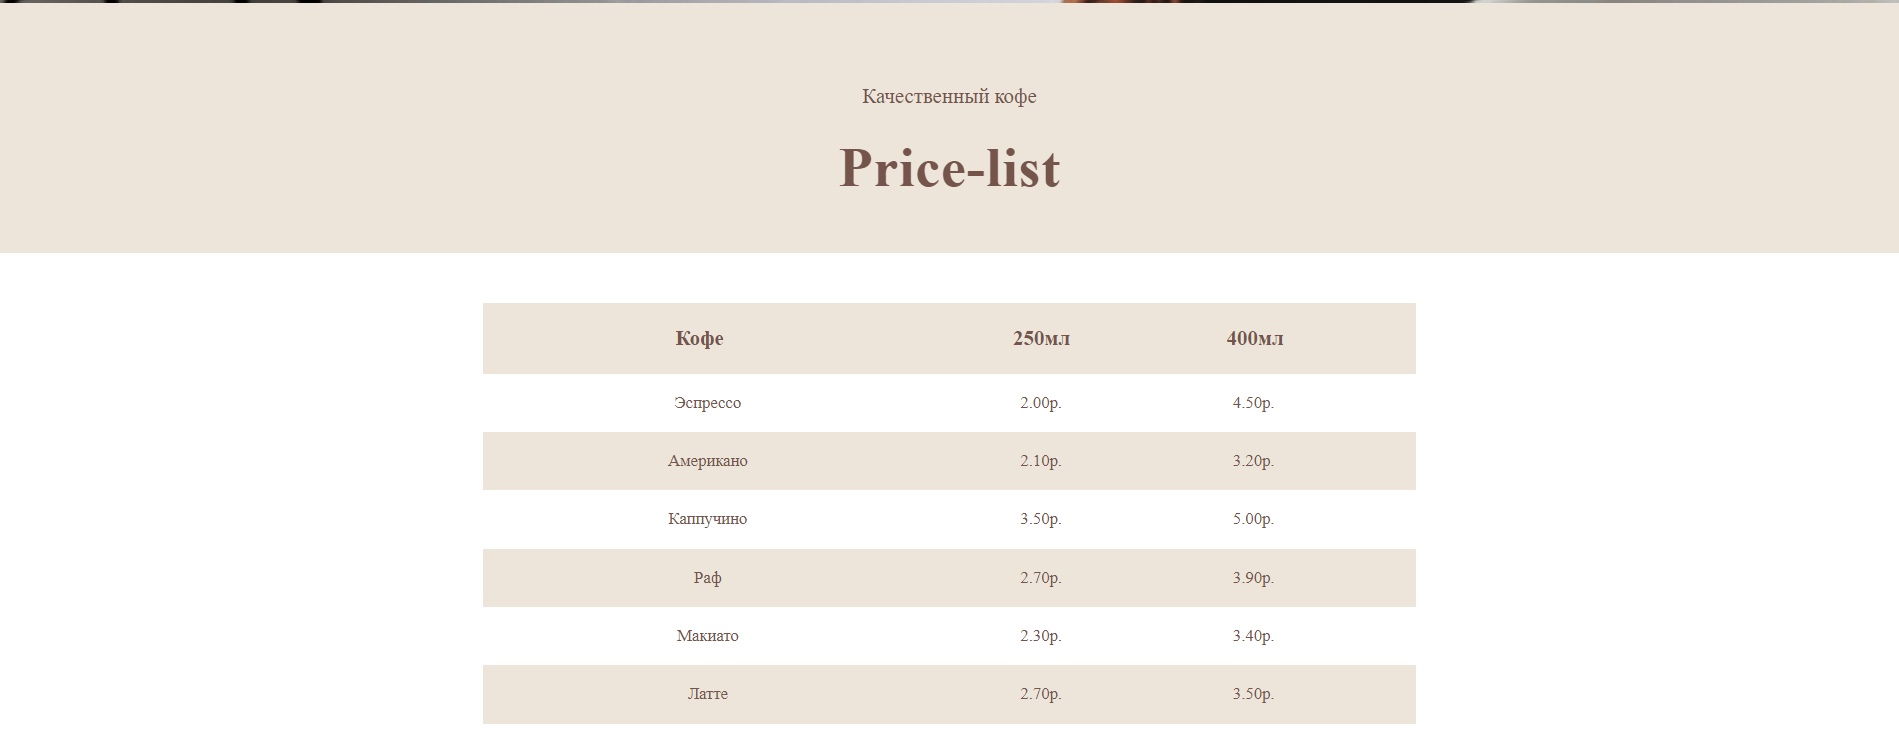 Качественный кофе
Price-list
Кофе 250мл 400мл
Эспрессо 2.00р. 4.50р.
Американо 2.10р. 3.20р.
Каппучино 3.50р. 5.00р.
Раф 2.70р. 3.90р.
Макиато 2.30р. 3.40р.
Латте 2.70р. 3.50р.